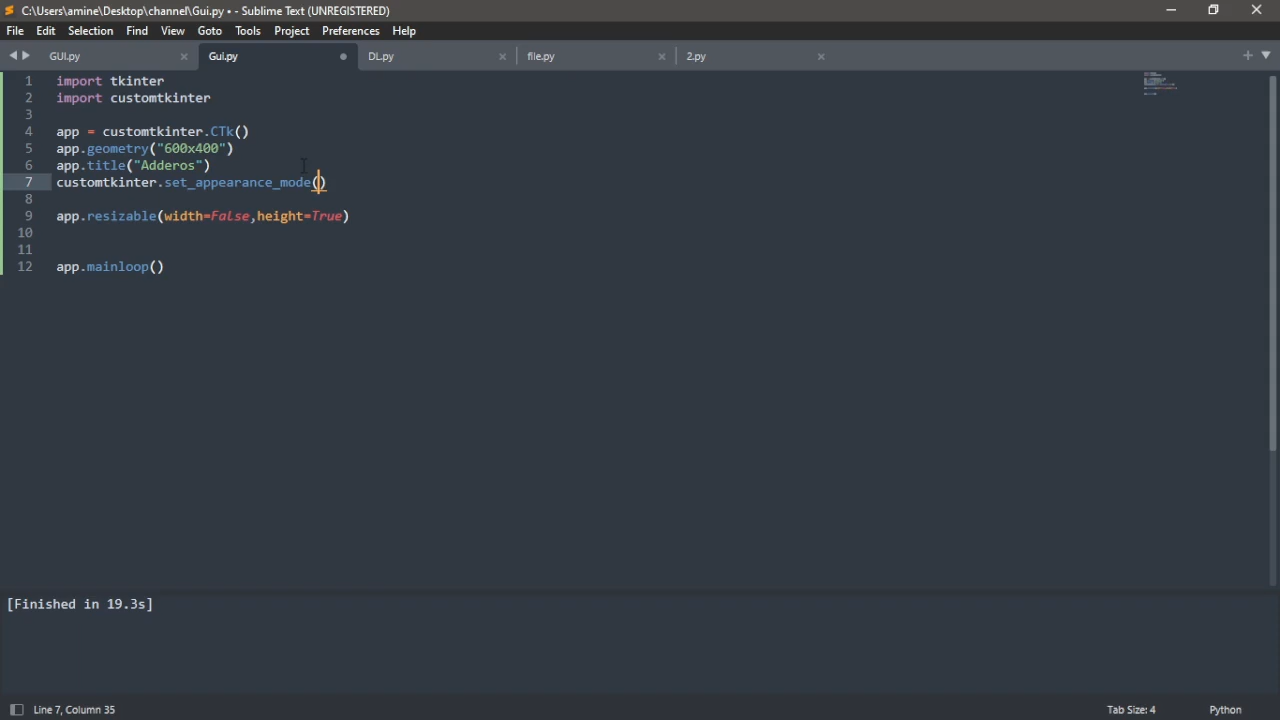 C:\Users\amine\Desktop\channel\Gui.py • - Sublime Text (UNREGISTERED)
File Edit Selection Find View Goto Tools Project Preferences Help
GUI.py Gui.py DL.py file.py 2.py
1 import tkinter
2 import customtkinter
3
4 app = customtkinter.CTk()
5 app.geometry("600x400")
6 app.title("Adderos")
7 customtkinter.set_appearance_mode()
8
9 app.resizable(width=False,height=True)
10
11
12 app.mainloop()
[Finished in 19.3s]
Line 7, Column 35 Tab Size: 4 Python